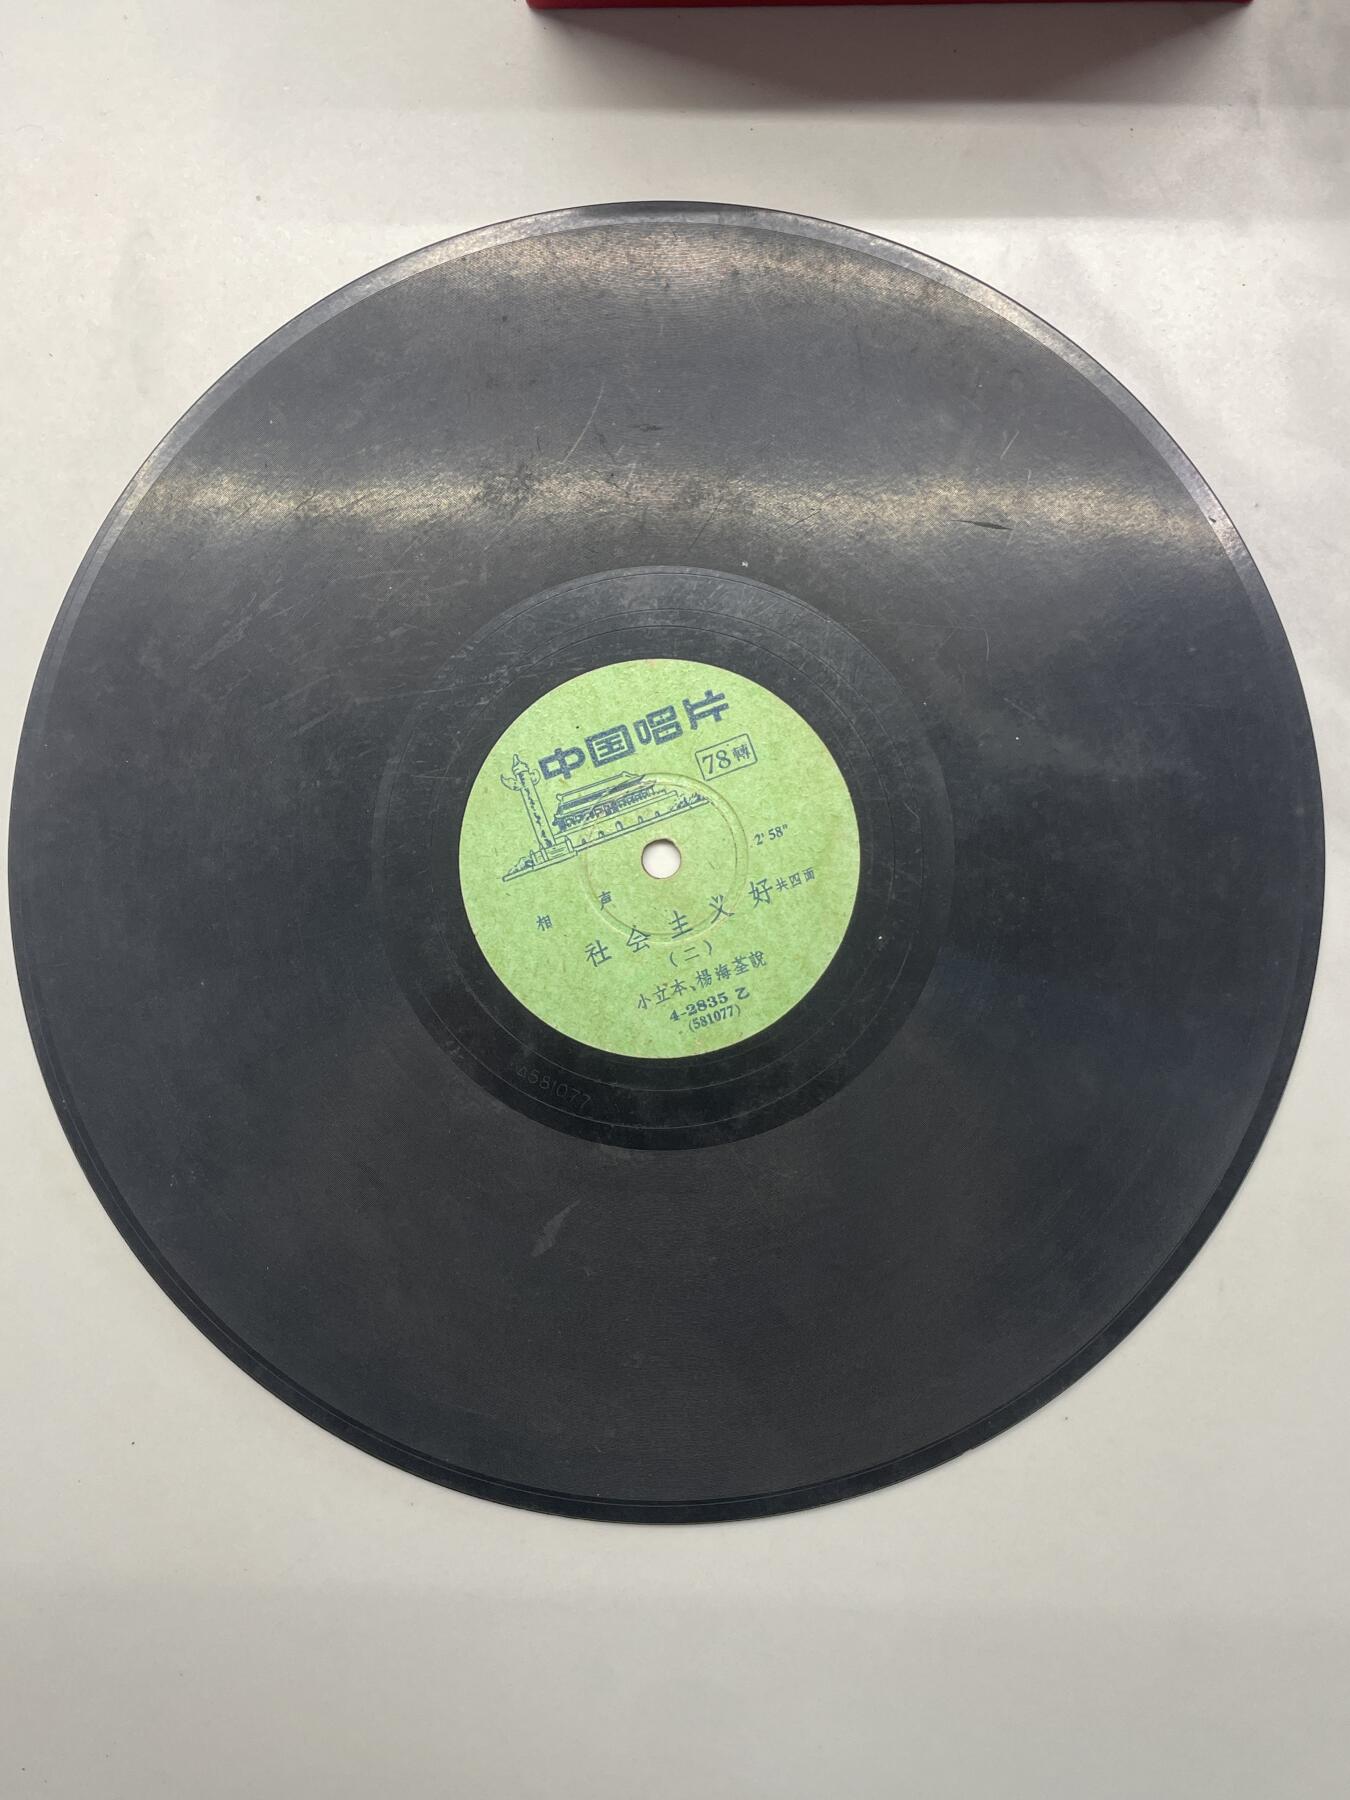 中国唱片
78轉
2' 58"
相声
社会主义好 共四面
(二)
小立本、楊海荃說
4-2835 乙
(581077)
581077